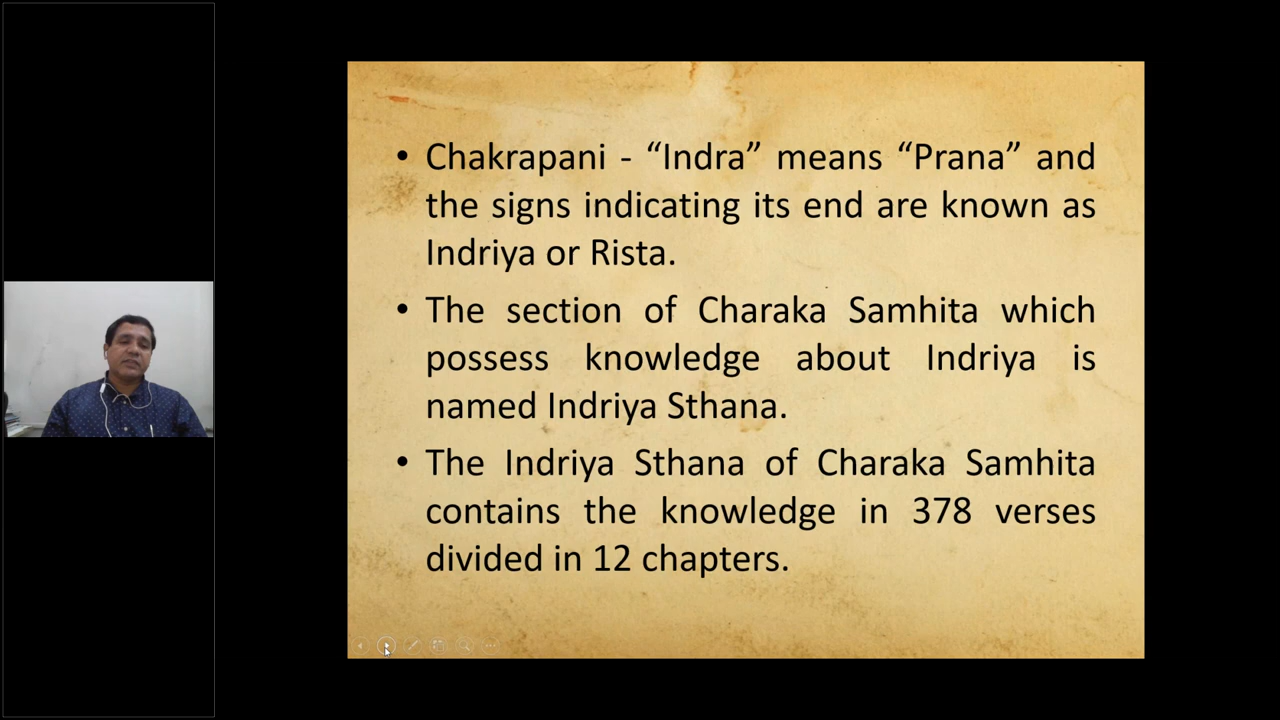 • Chakrapani - “Indra” means “Prana” and
the signs indicating its end are known as
Indriya or Rista.
• The section of Charaka Samhita which
possess knowledge about Indriya is
named Indriya Sthana.
• The Indriya Sthana of Charaka Samhita
contains the knowledge in 378 verses
divided in 12 chapters.